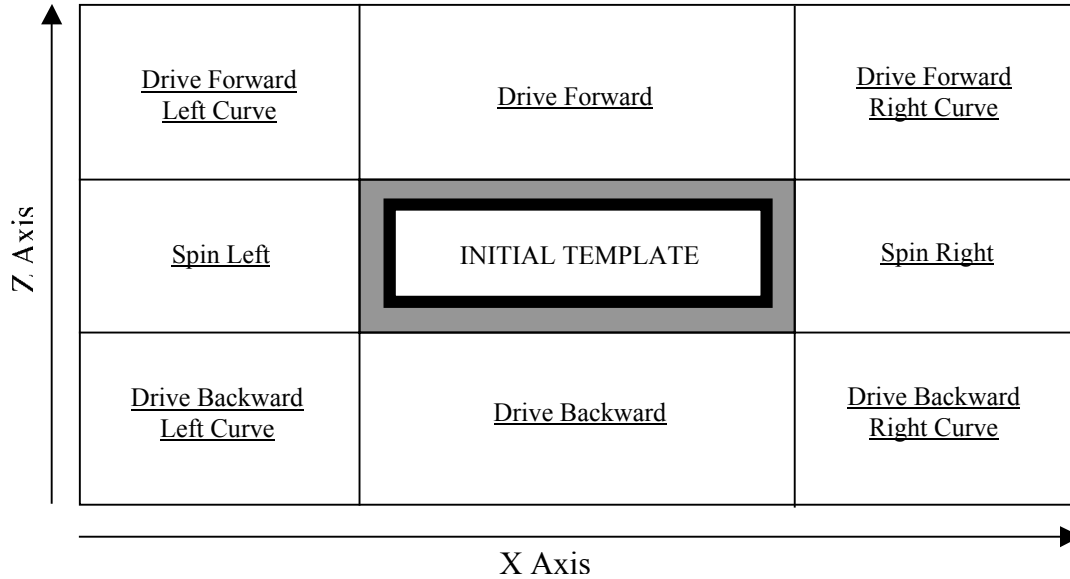 Drive Forward
Left Curve
Drive Forward
Drive Forward
Right Curve
Z Axis
Spin Left
INITIAL TEMPLATE
Spin Right
Drive Backward
Left Curve
Drive Backward
Drive Backward
Right Curve
X Axis